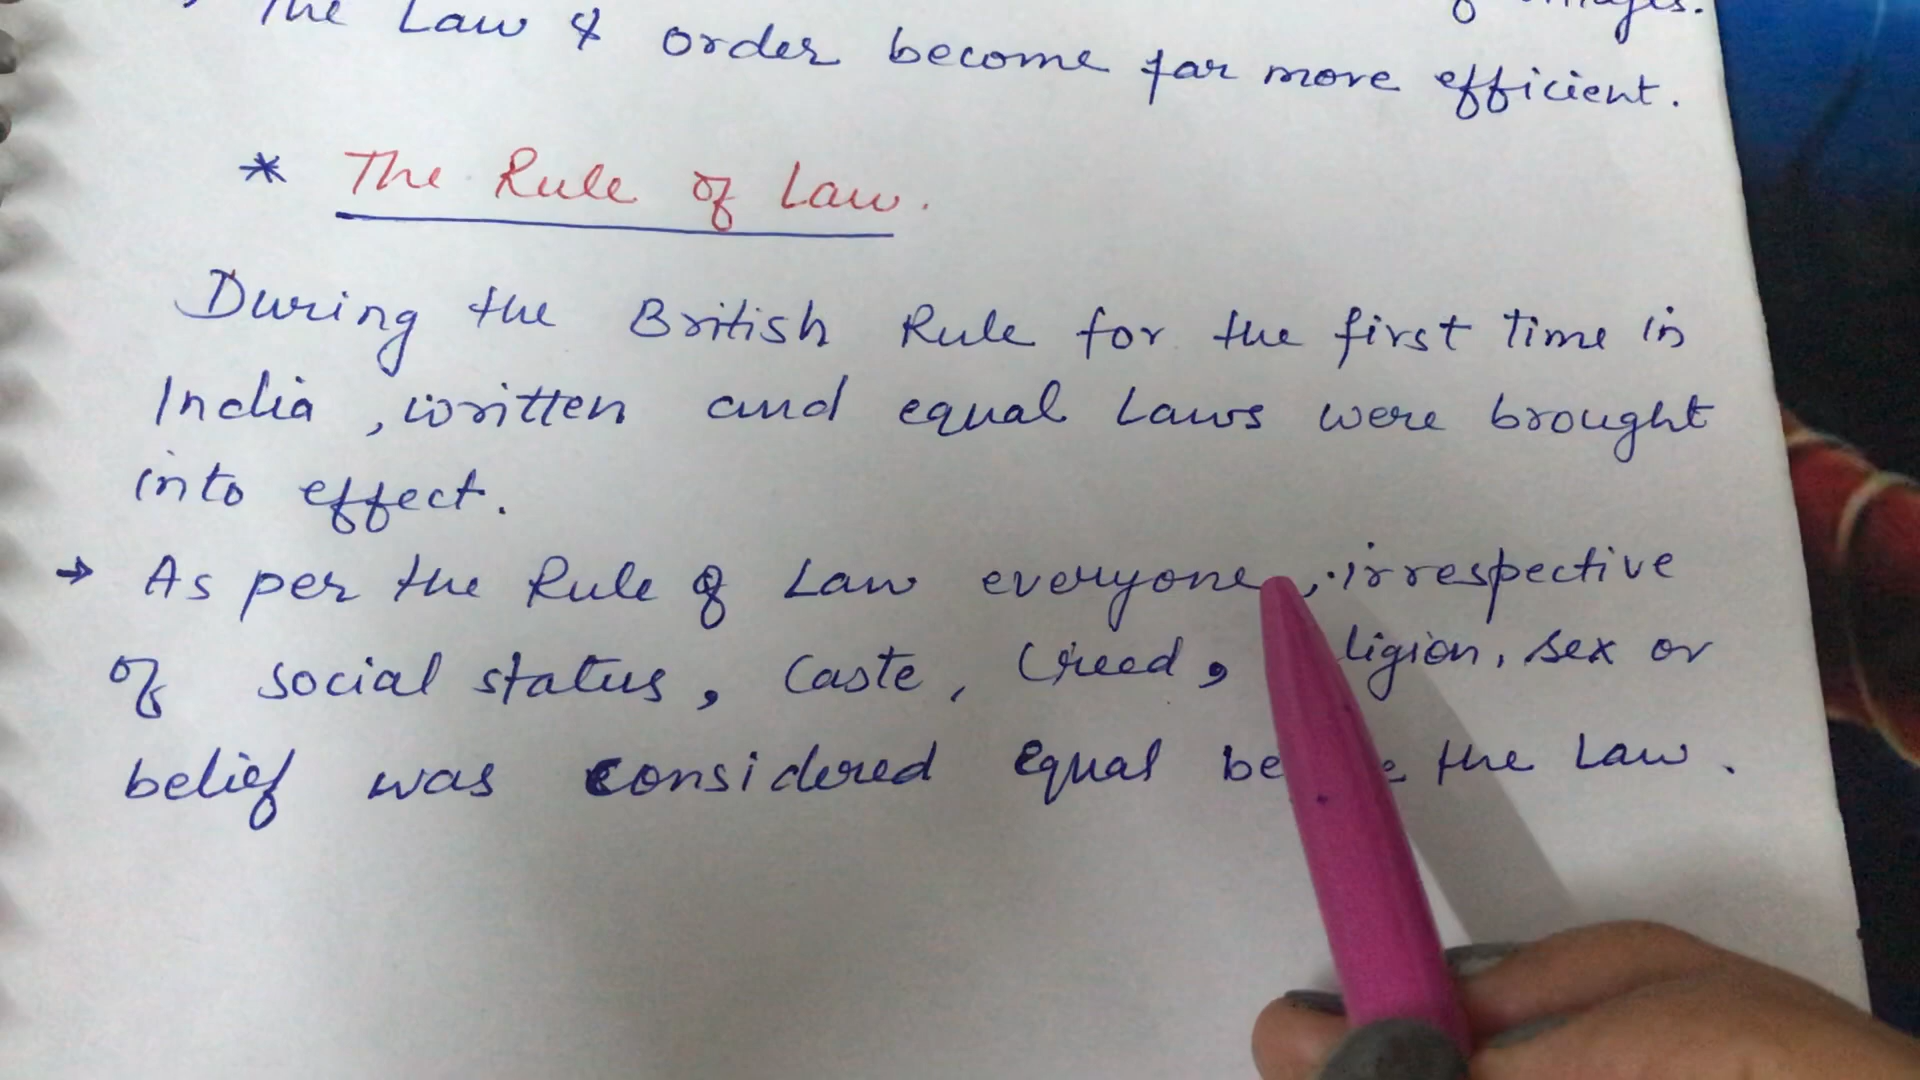 The Law & order become far more efficient.
* The Rule of Law.
During the British Rule for the first time in
India, written and equal Laws were brought
into effect.
→ As per the Rule of Law everyone, irrespective
of social status, Caste, Creed, ligion, sex or
belief was considered equal be e the Law.